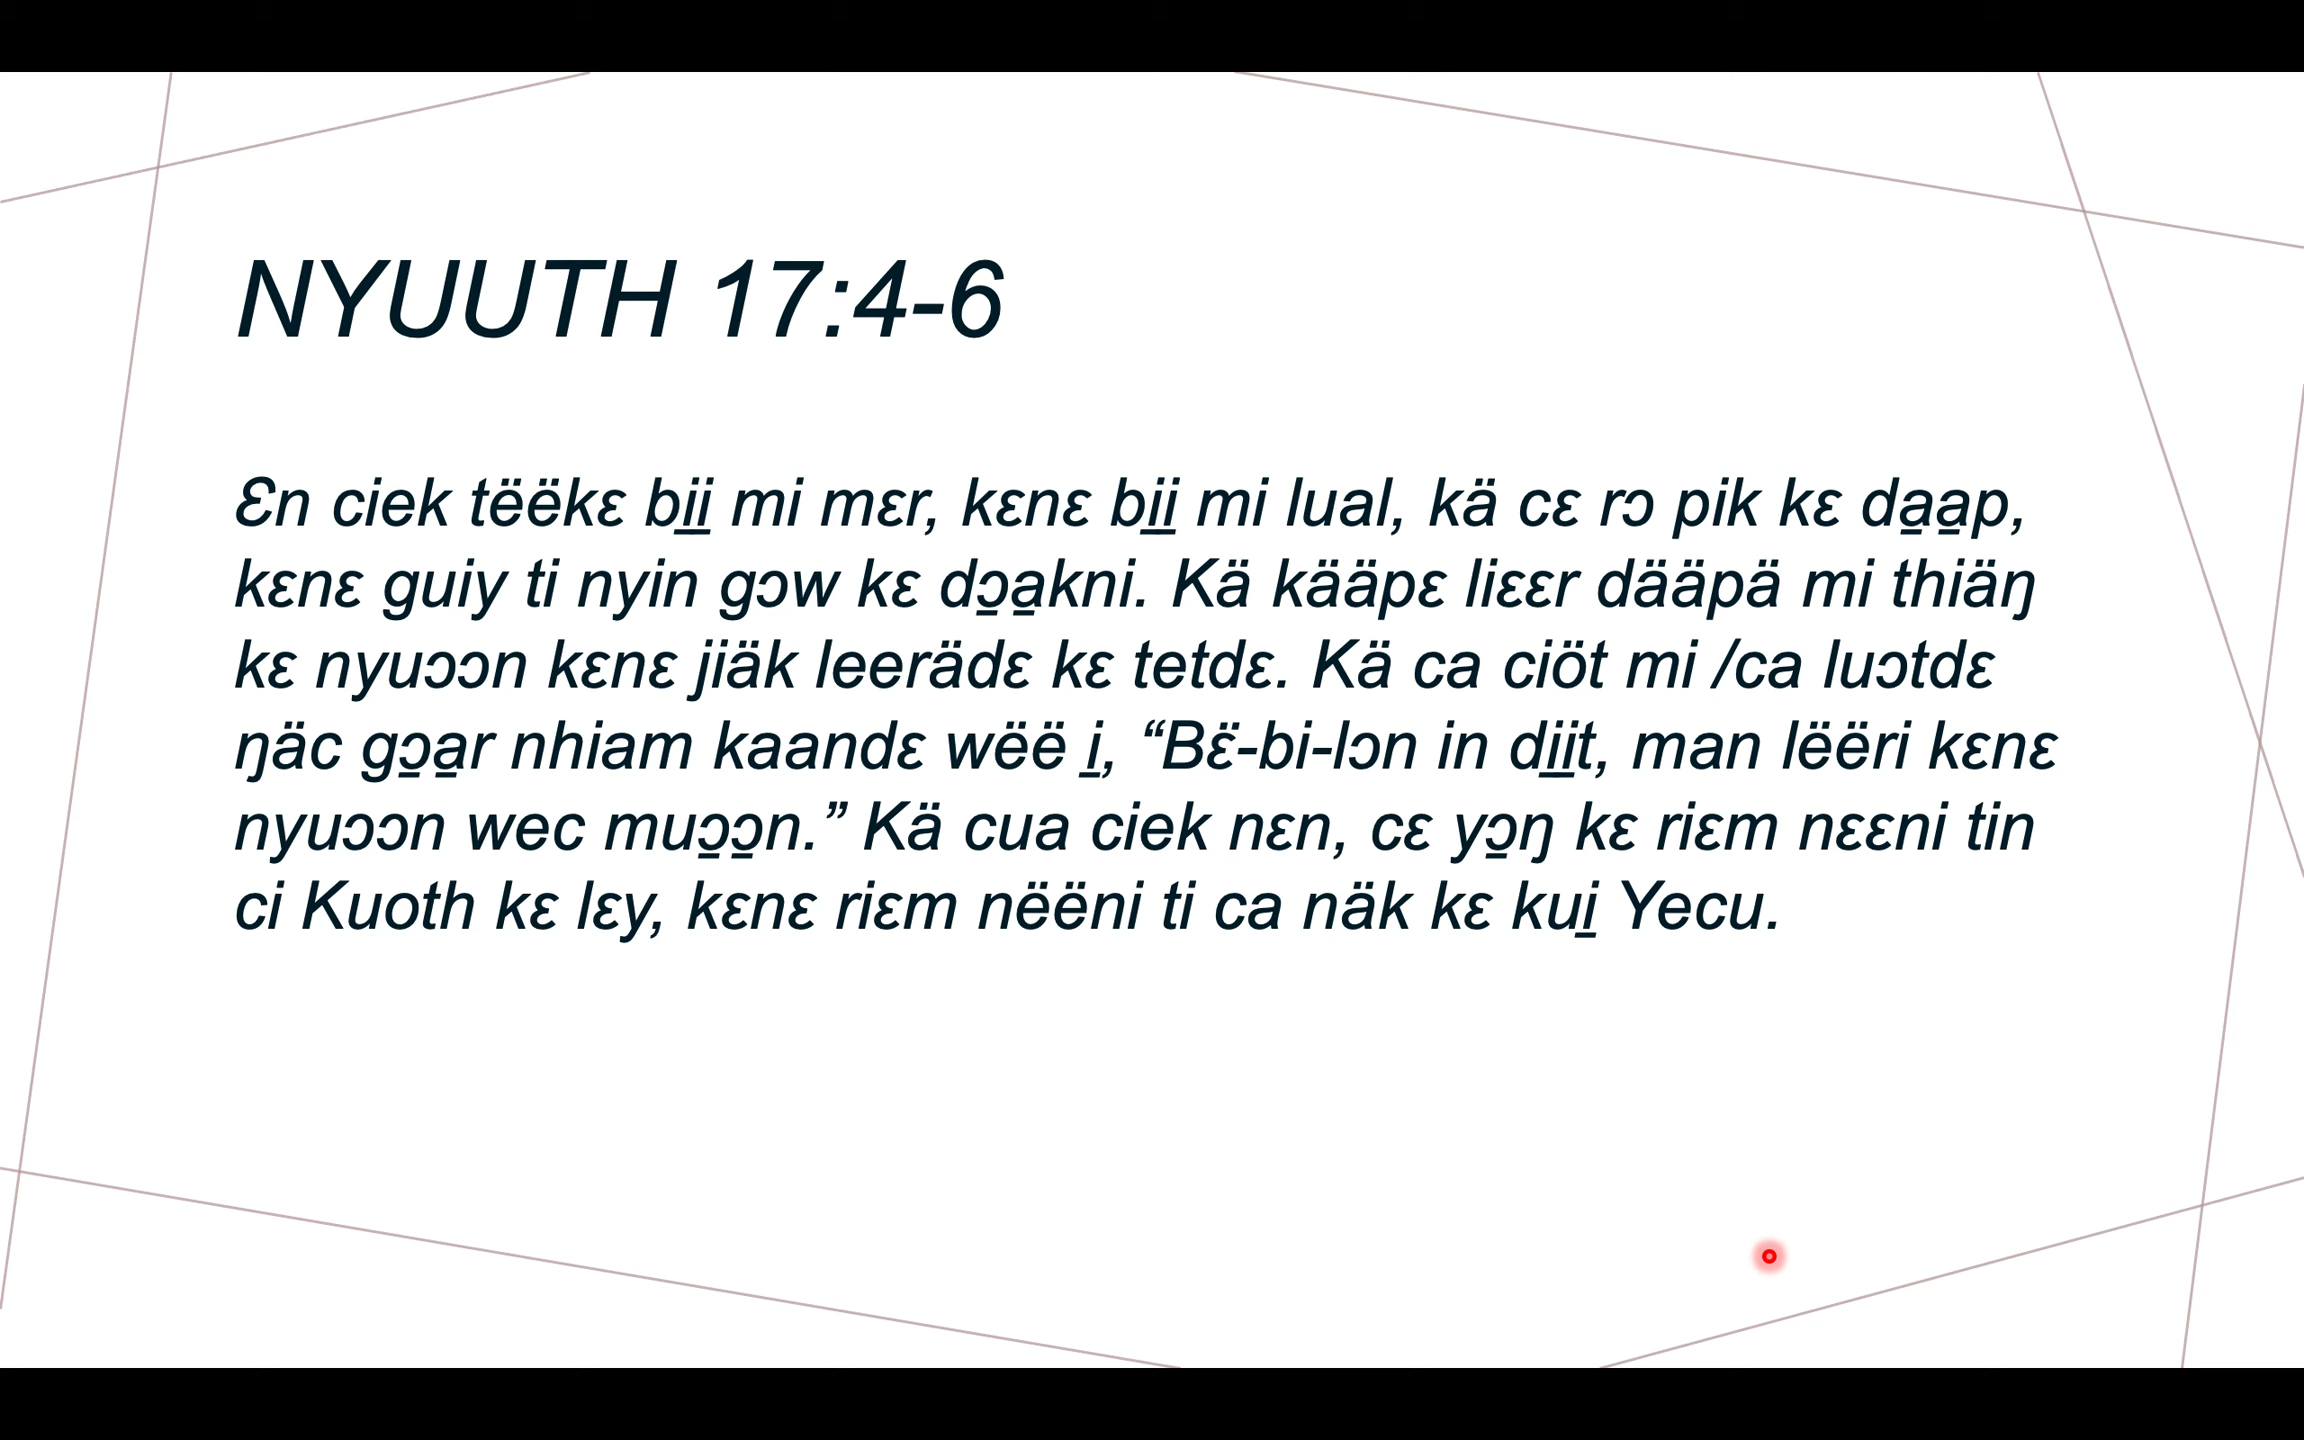 NYUUTH 17:4-6
Ɛn ciek tëëkɛ bi̱i̱ mi mɛr, kɛnɛ bi̱i̱ mi lual, kä cɛ rɔ pik kɛ da̱a̱p,
kɛnɛ guiy ti nyin gɔw kɛ dɔ̱a̱kni. Kä kääpɛ liɛɛr dääpä mi thiäŋ
kɛ nyuɔɔn kɛnɛ jiäk leerädɛ kɛ tetdɛ. Kä ca ciöt mi /ca luɔtdɛ
ŋäc gɔ̱a̱r nhiam kaandɛ wëë i̱, “Bɛ̈-bi-lɔn in di̱i̱t, man lëëri kɛnɛ
nyuɔɔn wec muɔ̱ɔ̱n.” Kä cua ciek nɛn, cɛ yɔ̱ŋ kɛ riɛm nɛɛni tin
ci Kuoth kɛ lɛy, kɛnɛ riɛm nëëni ti ca näk kɛ kui̱ Yecu.